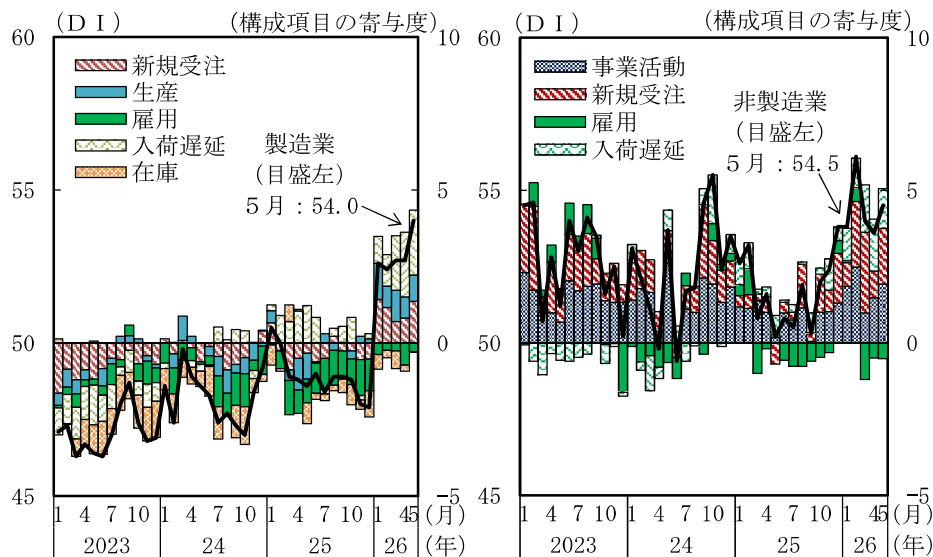 (ＤＩ) (構成項目の寄与度)
60 10
新規受注
生産
雇用
入荷遅延
在庫
製造業
(目盛左)
５月：54.0
55 5
50 0
45 -5
1 4 7 10 1 4 7 10 1 4 7 10 1 45 (月)
2023 24 25 26 (年)
(ＤＩ) (構成項目の寄与度)
60 10
事業活動
新規受注
雇用
入荷遅延
非製造業
(目盛左)
５月：54.5
55 5
50 0
45 -5
1 4 7 10 1 4 7 10 1 4 7 10 1 45 (月)
2023 24 25 26 (年)